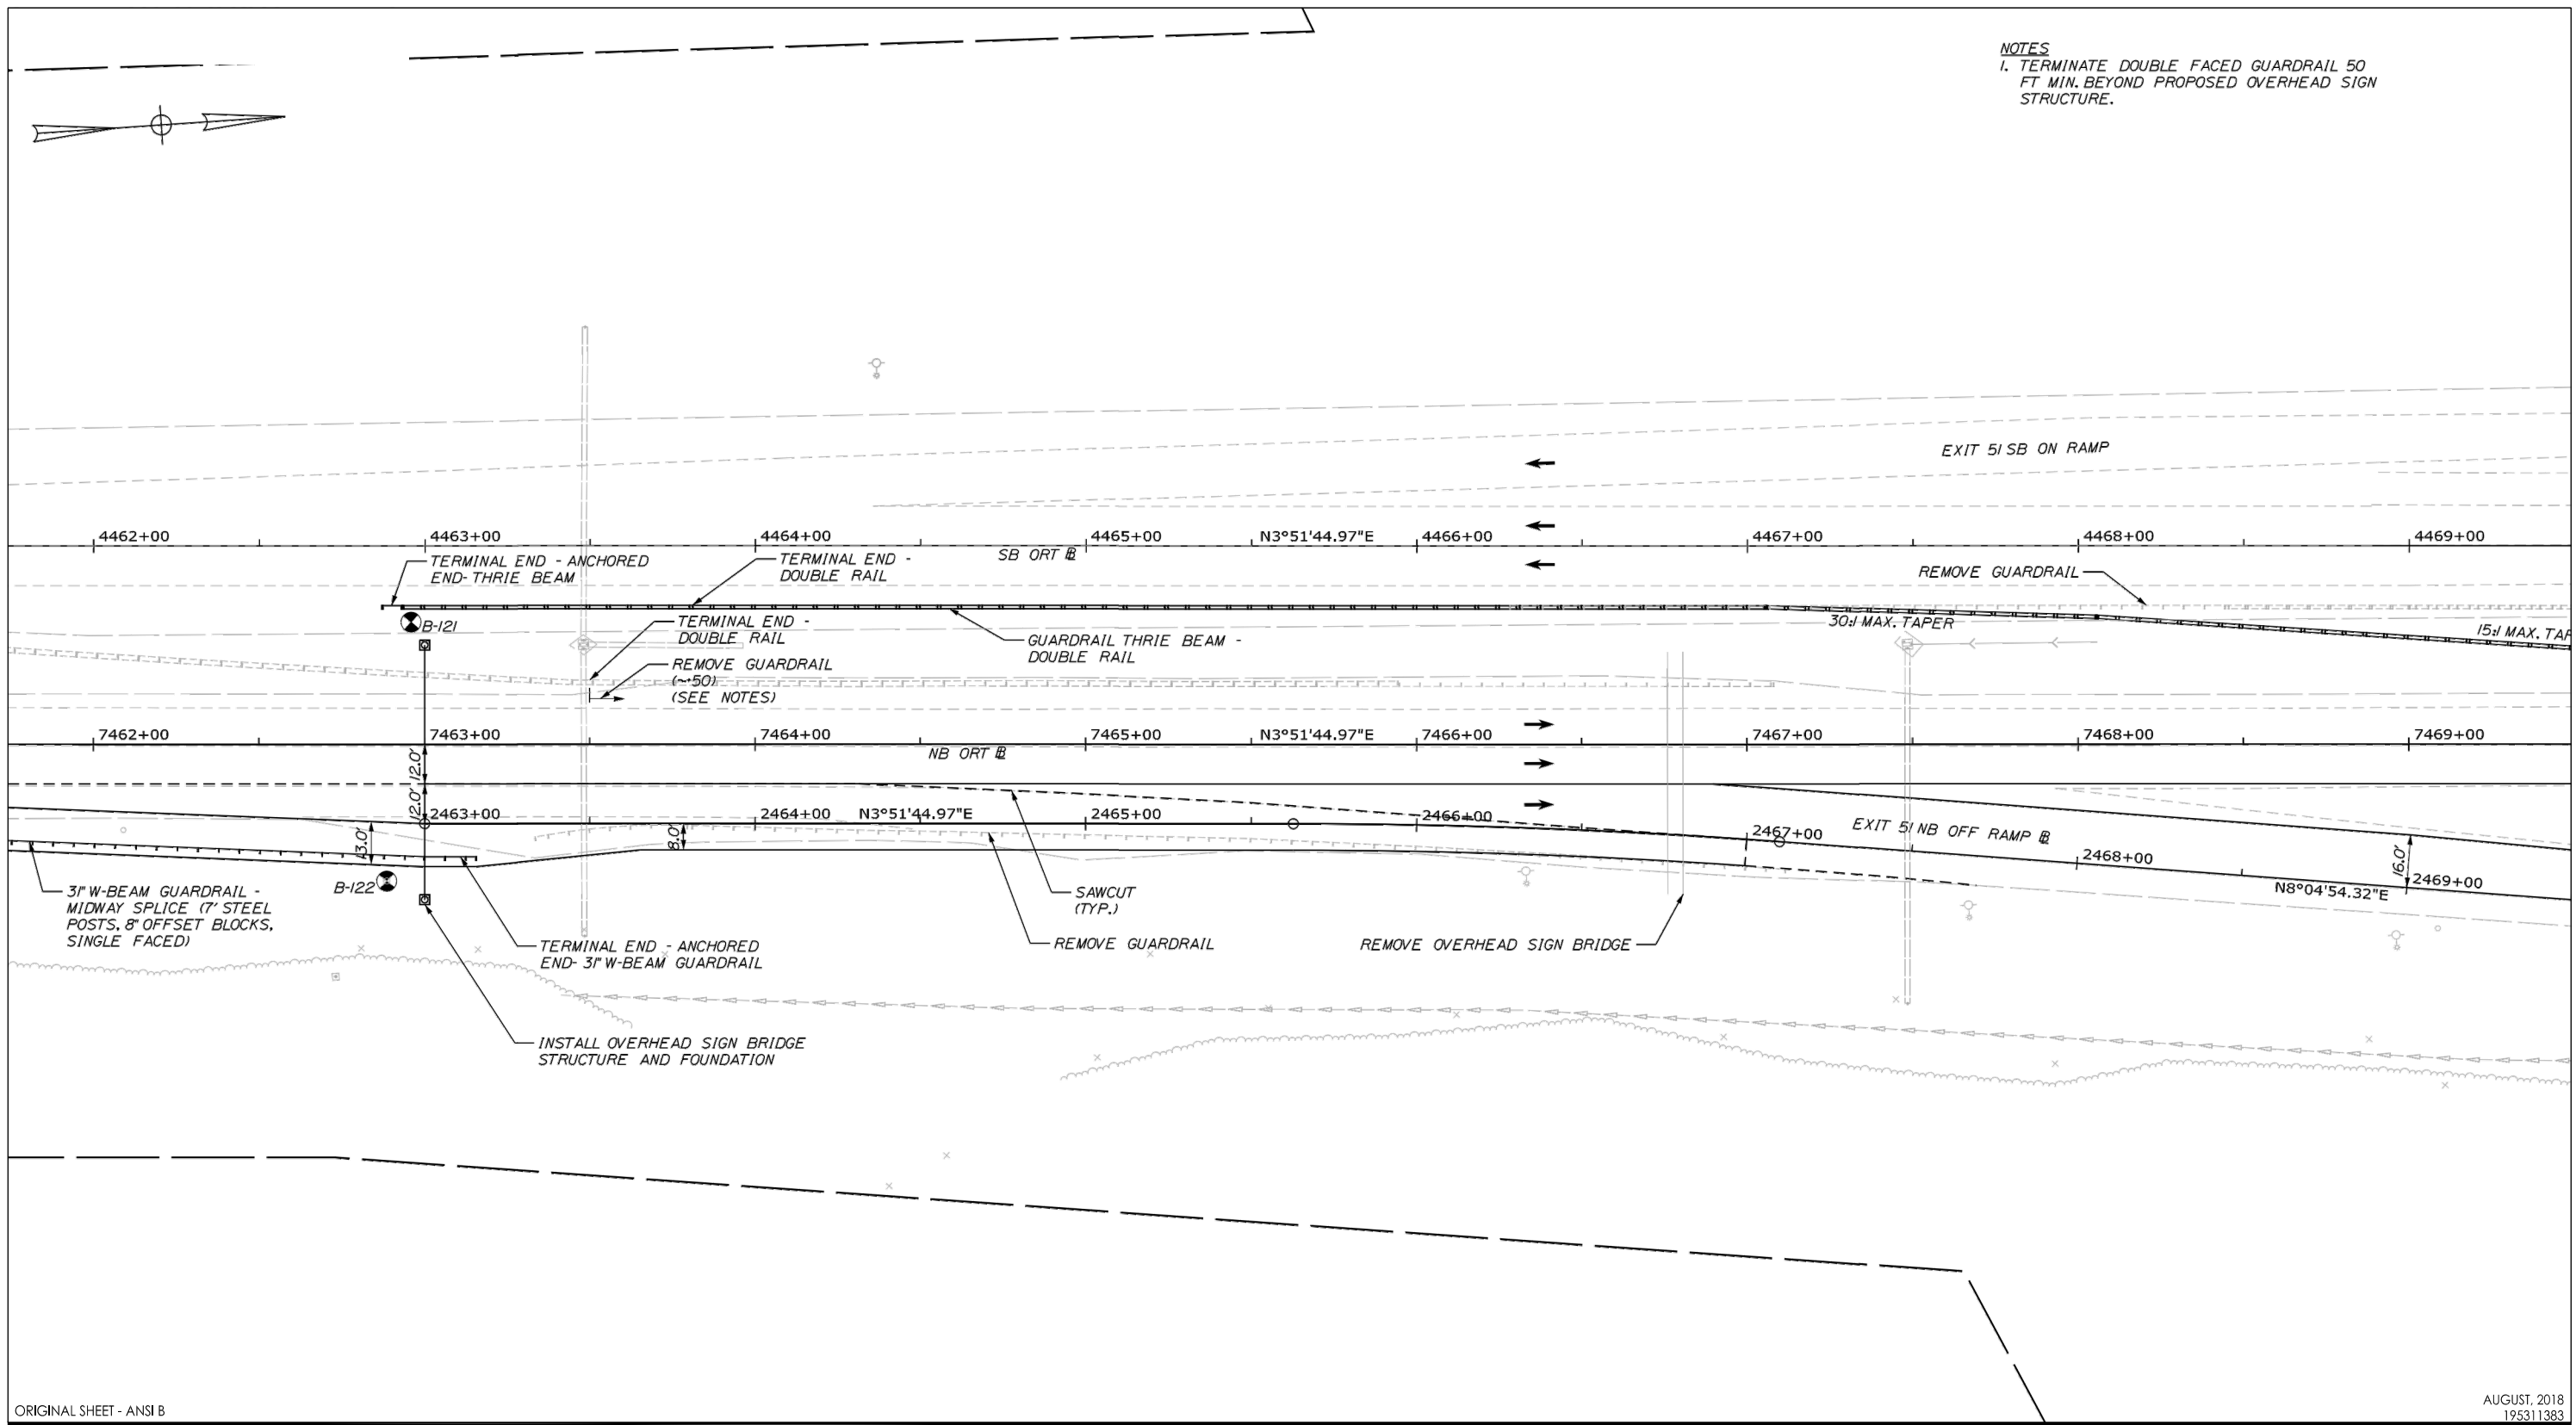 NOTES
1. TERMINATE DOUBLE FACED GUARDRAIL 50
FT MIN. BEYOND PROPOSED OVERHEAD SIGN
STRUCTURE.
EXIT 51 SB ON RAMP
4462+00
4463+00
4464+00
4465+00
N3°51'44.97"E
4466+00
4467+00
4468+00
4469+00
SB ORT BL
TERMINAL END - ANCHORED
END- THRIE BEAM
TERMINAL END -
DOUBLE RAIL
REMOVE GUARDRAIL
B-121
TERMINAL END -
DOUBLE RAIL
GUARDRAIL THRIE BEAM -
DOUBLE RAIL
30:1 MAX. TAPER
15:1 MAX. TAP
REMOVE GUARDRAIL
(~+50)
(SEE NOTES)
7462+00
7463+00
7464+00
7465+00
N3°51'44.97"E
7466+00
7467+00
7468+00
7469+00
NB ORT BL
12.0'
12.0'
2463+00
2464+00
N3°51'44.97"E
2465+00
2466+00
2467+00
EXIT 51 NB OFF RAMP BL
2468+00
2469+00
N8°04'54.32"E
13.0'
8.0'
16.0'
B-122
31" W-BEAM GUARDRAIL -
MIDWAY SPLICE (7' STEEL
POSTS, 8" OFFSET BLOCKS,
SINGLE FACED)
SAWCUT
(TYP.)
TERMINAL END - ANCHORED
END- 31" W-BEAM GUARDRAIL
REMOVE GUARDRAIL
REMOVE OVERHEAD SIGN BRIDGE
INSTALL OVERHEAD SIGN BRIDGE
STRUCTURE AND FOUNDATION
ORIGINAL SHEET - ANSI B
AUGUST, 2018
195311383